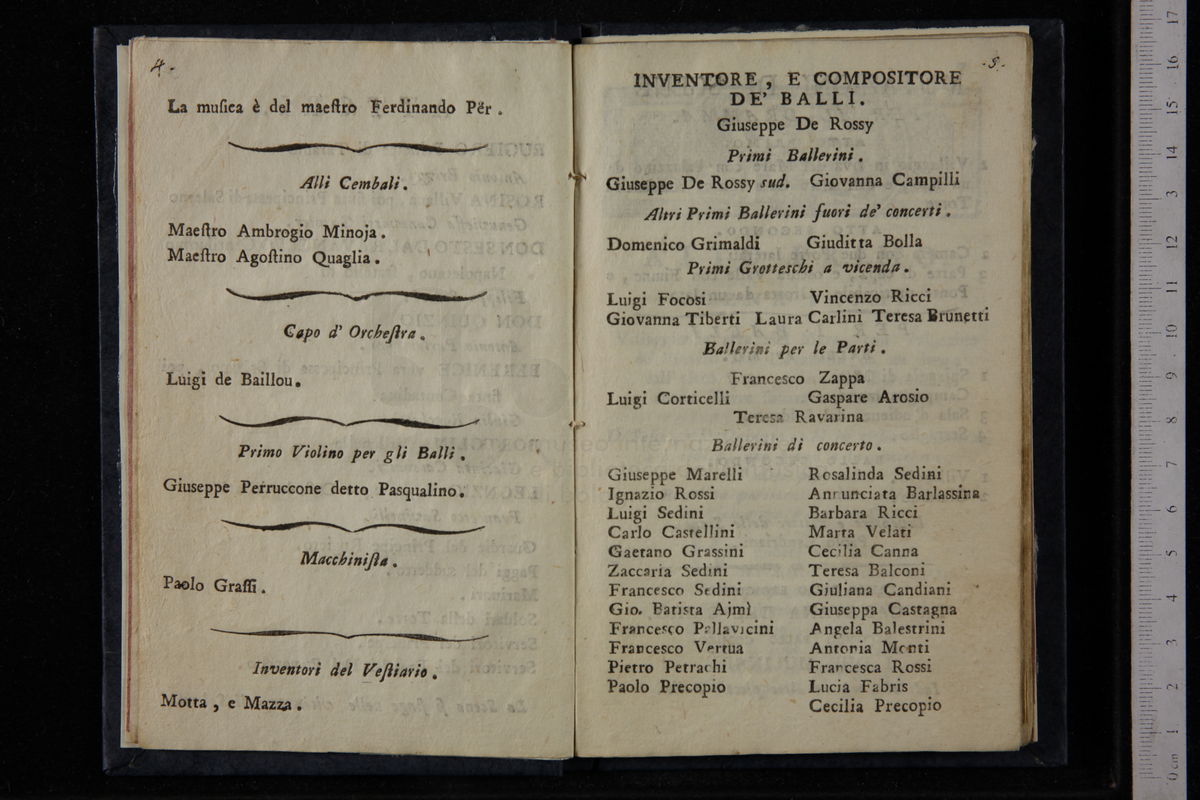 4.
La muſica è del maeſtro Ferdinando Për.
Alli Cembali.
Maeſtro Ambrogio Minoja.
Maeſtro Agoſtino Quaglia.
Capo d' Orcheſtra.
Luigi de Baillou.
Primo Violino per gli Balli.
Giuseppe Perruccone detto Pasqualino.
Macchiniſta.
Paolo Graſſi.
Inventori del Veſtiario.
Motta, e Mazza.
5.
INVENTORE, E COMPOSITORE
DE' BALLI.
Giuseppe De Rossy
Primi Ballerini.
Giuseppe De Rossy sud. Giovanna Campilli
Altri Primi Ballerini fuori de' concerti.
Domenico Grimaldi Giuditta Bolla
Primi Grotteschi a vicenda.
Luigi Focosi Vincenzo Ricci
Giovanna Tiberti Laura Carlini Teresa Brunetti
Ballerini per le Parti.
Francesco Zappa
Luigi Corticelli Gaspare Arosio
Teresa Ravarina
Ballerini di concerto.
Giuseppe Marelli Rosalinda Sedini
Ignazio Rossi Annunciata Barlassina
Luigi Sedini Barbara Ricci
Carlo Castellini Marta Velati
Gaetano Grassini Cecilia Canna
Zaccaria Sedini Teresa Balconi
Francesco Sedini Giuliana Candiani
Gio. Batista Ajmì Giuseppa Castagna
Francesco Pallavicini Angela Balestrini
Francesco Vertua Antonia Monti
Pietro Petrachi Francesca Rossi
Paolo Precopio Lucia Fabris
Cecilia Precopio